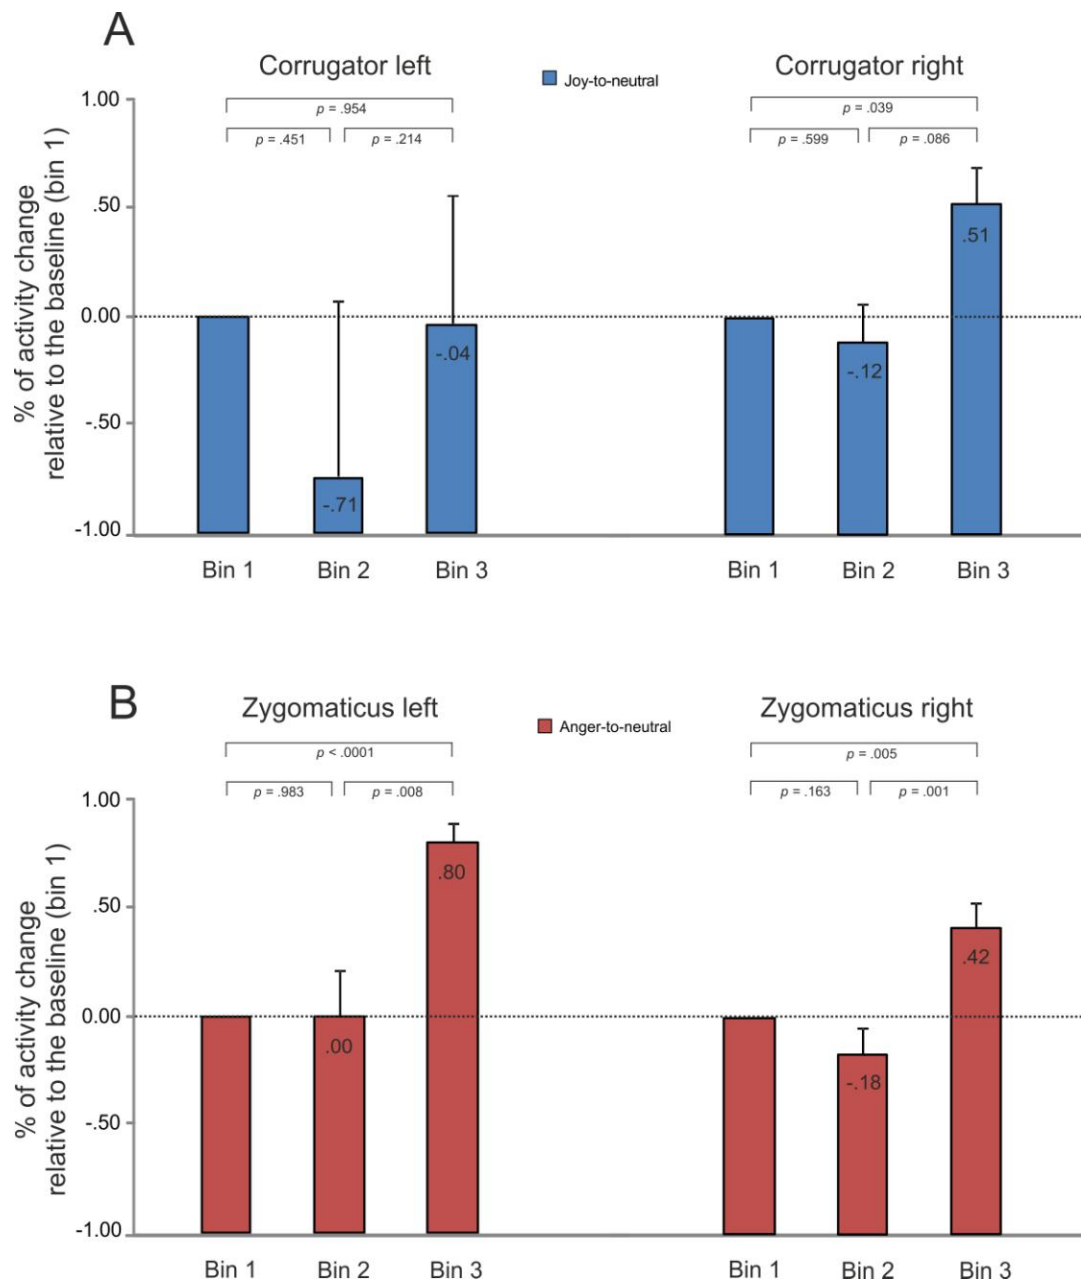 A
Corrugator left
Joy-to-neutral
Corrugator right
% of activity change
relative to the baseline (bin 1)
1.00
.50
0.00
-.50
-1.00
p = .954
p = .451
p = .214
p = .039
p = .599
p = .086
-.71
-.04
-.12
.51
Bin 1
Bin 2
Bin 3
Bin 1
Bin 2
Bin 3
B
Zygomaticus left
Anger-to-neutral
Zygomaticus right
% of activity change
relative to the baseline (bin 1)
1.00
.50
0.00
-.50
-1.00
p < .0001
p = .983
p = .008
p = .005
p = .163
p = .001
.00
.80
-.18
.42
Bin 1
Bin 2
Bin 3
Bin 1
Bin 2
Bin 3